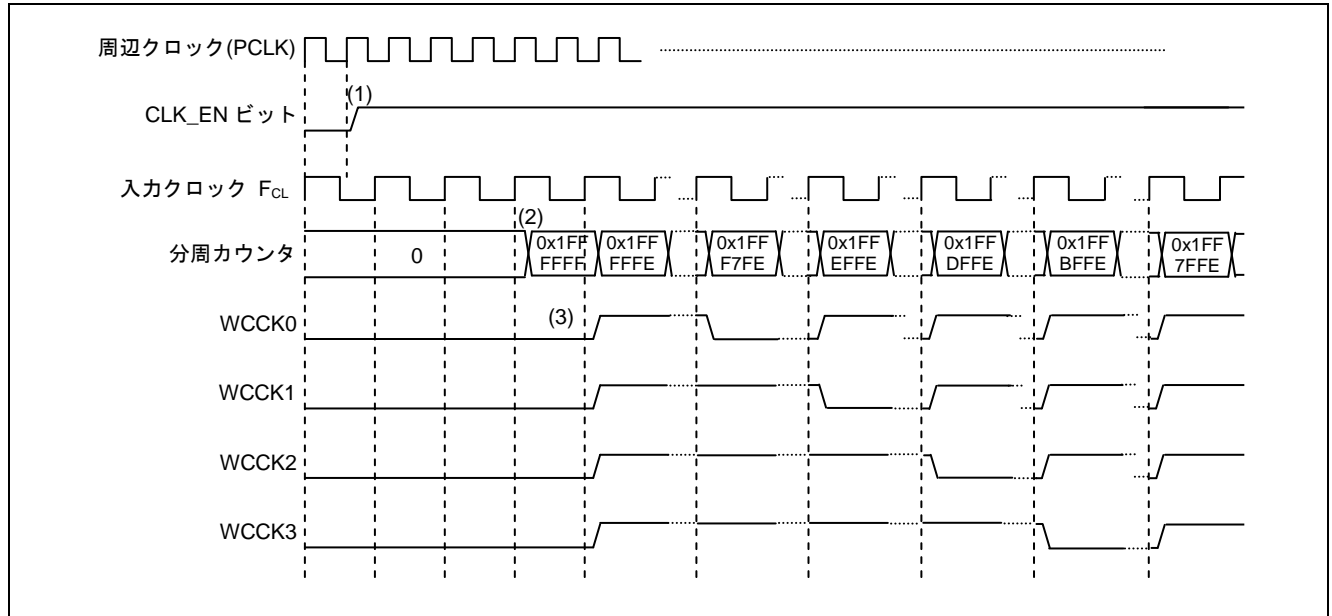 周辺クロック(PCLK)
(1)
CLK_EN ビット
入力クロック FCL
(2)
分周カウンタ
0
0x1FF FFFF
0x1FF FFFE
0x1FF F7FE
0x1FF EFFE
0x1FF DFFE
0x1FF BFFE
0x1FF 7FFE
(3)
WCCK0
WCCK1
WCCK2
WCCK3